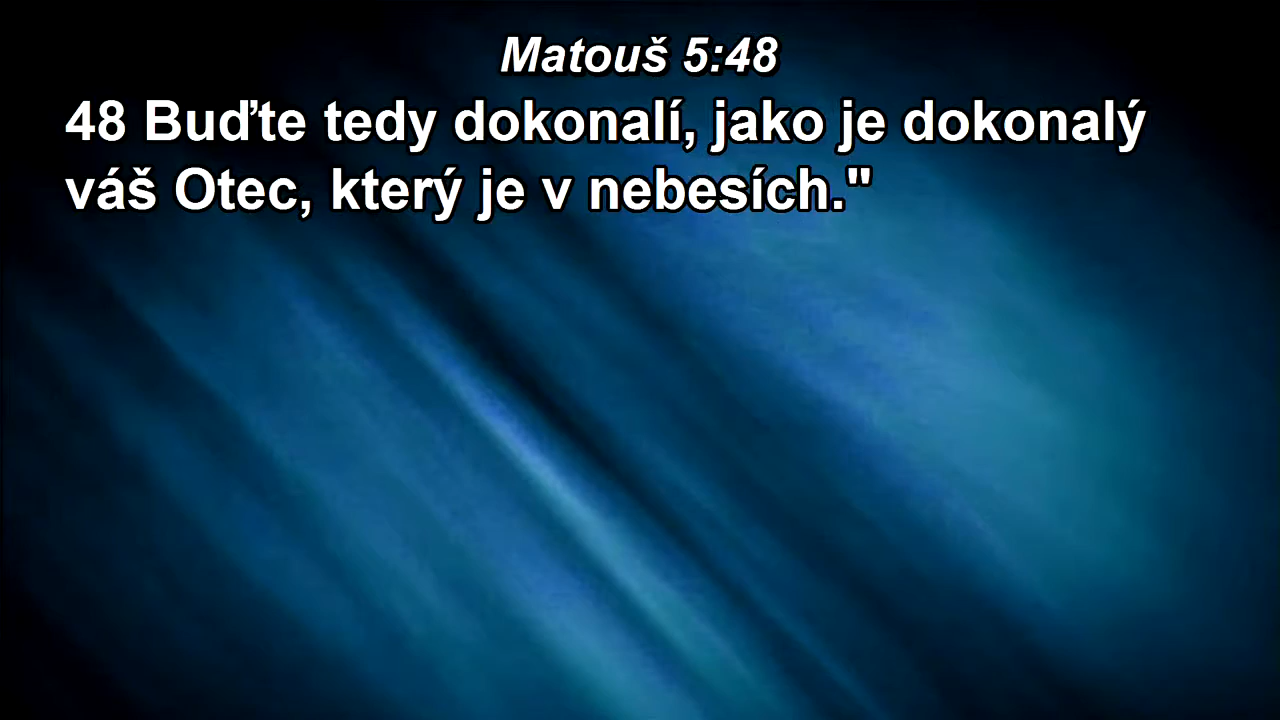 Matouš 5:48
48 Buďte tedy dokonalí, jako je dokonalý
váš Otec, který je v nebesích."